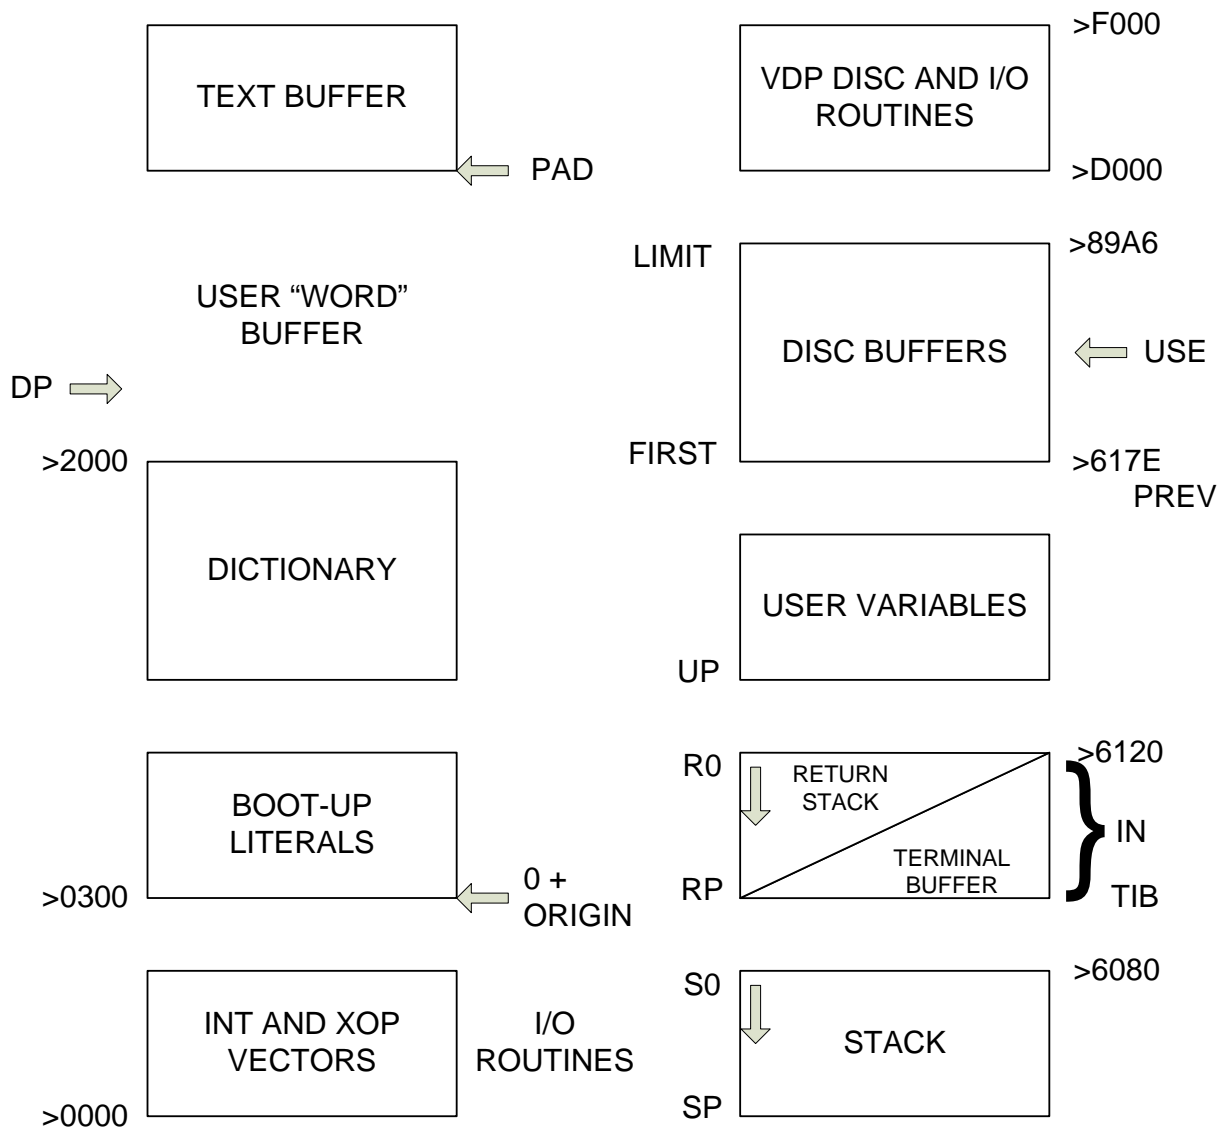 TEXT BUFFER
PAD
USER “WORD”
BUFFER
DP
>2000
DICTIONARY
BOOT-UP
LITERALS
>0300
0 +
ORIGIN
INT AND XOP
VECTORS
I/O
ROUTINES
>0000
>F000
VDP DISC AND I/O
ROUTINES
>D000
LIMIT
>89A6
DISC BUFFERS
USE
FIRST
>617E
PREV
USER VARIABLES
UP
R0
>6120
RETURN
STACK
IN
TERMINAL
BUFFER
RP
TIB
S0
>6080
STACK
SP